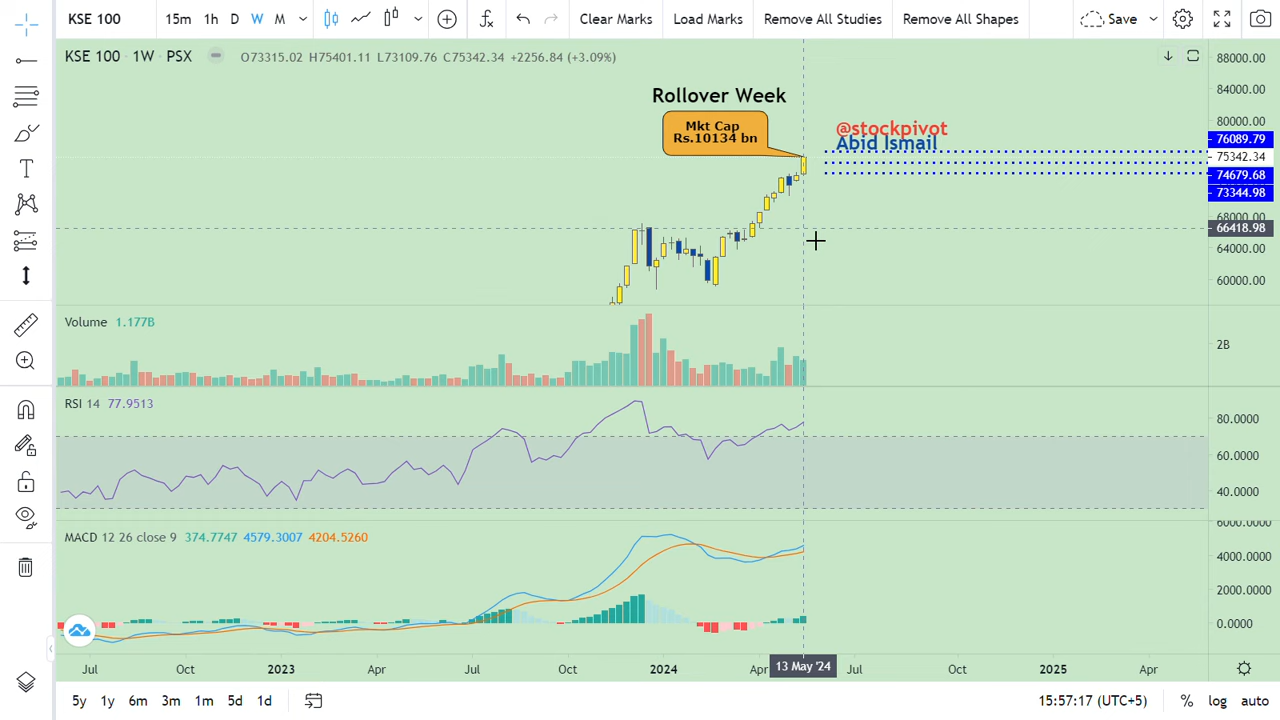 KSE 100
15m 1h D W M
Clear Marks
Load Marks
Remove All Studies
Remove All Shapes
Save
KSE 100 · 1W · PSX
O73315.02 H75401.11 L73109.76 C75342.34 +2256.84 (+3.09%)
Rollover Week
Mkt Cap
Rs.10134 bn
@stockpivot
Abid Ismail
88000.00
84000.00
80000.00
76089.79
75342.34
74679.68
73344.98
68000.00
66418.98
64000.00
60000.00
Volume 1.177B
2B
RSI 14 77.9513
80.0000
60.0000
40.0000
MACD 12 26 close 9 374.7747 4579.3007 4204.5260
6000.0000
4000.0000
2000.0000
0.0000
Jul Oct 2023 Apr Jul Oct 2024 Apr 13 May '24 Jul Oct 2025 Apr
5y 1y 6m 3m 1m 5d 1d
15:57:17 (UTC+5)
% log auto